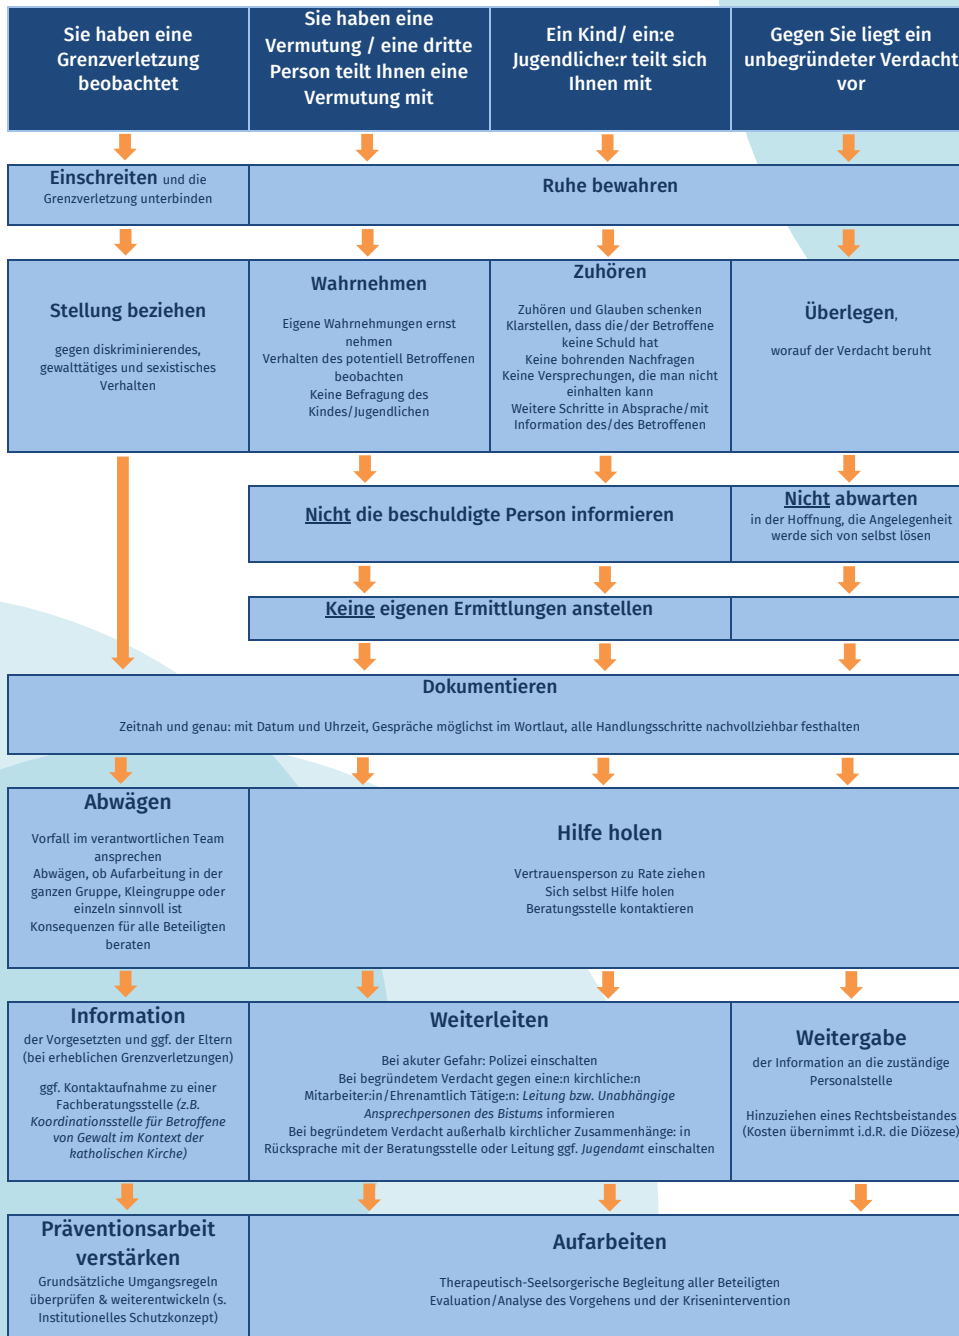 Sie haben eine
Grenzverletzung
beobachtet
Sie haben eine
Vermutung / eine dritte
Person teilt Ihnen eine
Vermutung mit
Ein Kind/ ein:e
Jugendliche:r teilt sich
Ihnen mit
Gegen Sie liegt ein
unbegründeter Verdacht
vor
Einschreiten und die
Grenzverletzung unterbinden
Ruhe bewahren
Stellung beziehen
gegen diskriminierendes,
gewalttätiges und sexistisches
Verhalten
Wahrnehmen
Eigene Wahrnehmungen ernst
nehmen
Verhalten des potentiell Betroffenen
beobachten
Keine Befragung des
Kindes/Jugendlichen
Zuhören
Zuhören und Glauben schenken
Klarstellen, dass die/der Betroffene
keine Schuld hat
Keine bohrenden Nachfragen
Keine Versprechungen, die man nicht
einhalten kann
Weitere Schritte in Absprache/mit
Information des/des Betroffenen
Überlegen,
worauf der Verdacht beruht
Nicht die beschuldigte Person informieren
Nicht abwarten
in der Hoffnung, die Angelegenheit
werde sich von selbst lösen
Keine eigenen Ermittlungen anstellen
Dokumentieren
Zeitnah und genau: mit Datum und Uhrzeit, Gespräche möglichst im Wortlaut, alle Handlungsschritte nachvollziehbar festhalten
Abwägen
Vorfall im verantwortlichen Team
ansprechen
Abwägen, ob Aufarbeitung in der
ganzen Gruppe, Kleingruppe oder
einzeln sinnvoll ist
Konsequenzen für alle Beteiligten
beraten
Hilfe holen
Vertrauensperson zu Rate ziehen
Sich selbst Hilfe holen
Beratungsstelle kontaktieren
Information
der Vorgesetzten und ggf. der Eltern
(bei erheblichen Grenzverletzungen)
ggf. Kontaktaufnahme zu einer
Fachberatungsstelle (z.B.
Koordinationsstelle für Betroffene
von Gewalt im Kontext der
katholischen Kirche)
Weiterleiten
Bei akuter Gefahr: Polizei einschalten
Bei begründetem Verdacht gegen eine:n kirchliche:n
Mitarbeiter:in/Ehrenamtlich Tätige:n: Leitung bzw. Unabhängige
Ansprechpersonen des Bistums informieren
Bei begründetem Verdacht außerhalb kirchlicher Zusammenhänge: in
Rücksprache mit der Beratungsstelle oder Leitung ggf. Jugendamt einschalten
Weitergabe
der Information an die zuständige
Personalstelle
Hinzuziehen eines Rechtsbeistandes
(Kosten übernimmt i.d.R. die Diözese)
Präventionsarbeit
verstärken
Grundsätzliche Umgangsregeln
überprüfen & weiterentwickeln (s.
Institutionelles Schutzkonzept)
Aufarbeiten
Therapeutisch-Seelsorgerische Begleitung aller Beteiligten
Evaluation/Analyse des Vorgehens und der Krisenintervention